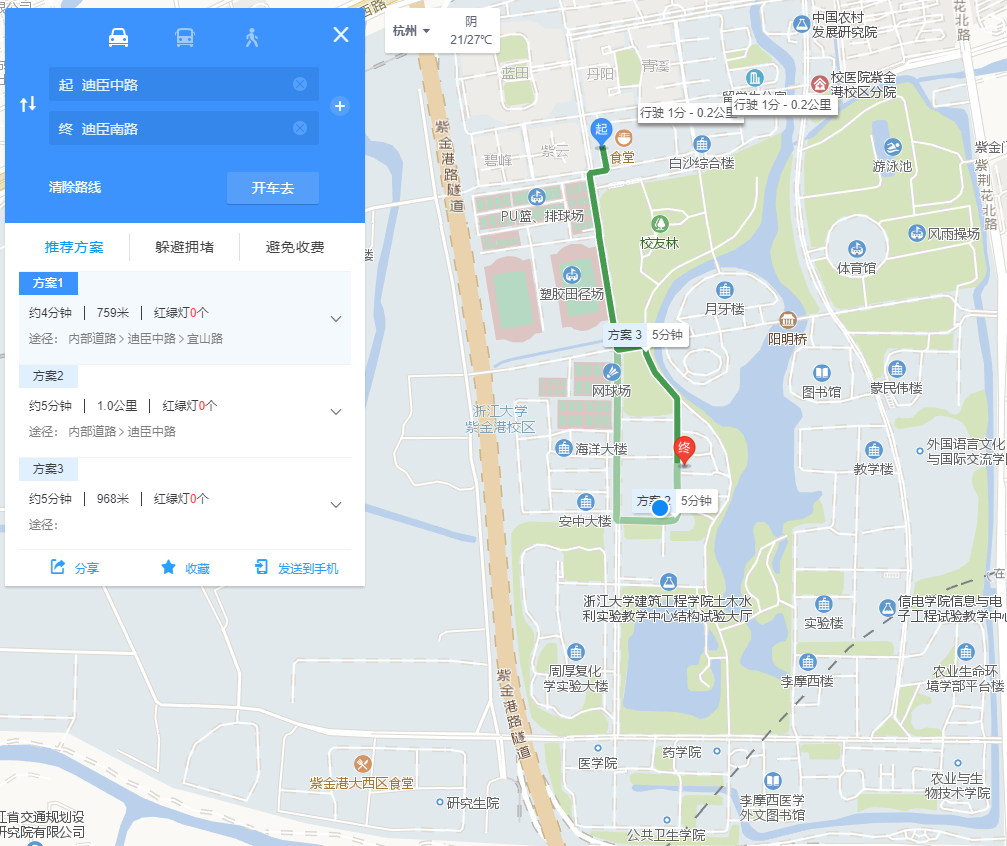 起 迪臣中路
终 迪臣南路
清除路线
开车去
推荐方案
躲避拥堵
避免收费
方案1
约4分钟 759米 红绿灯0个
途径： 内部道路 > 迪臣中路 > 宜山路
方案2
约5分钟 1.0公里 红绿灯0个
途径： 内部道路 > 迪臣中路
方案3
约5分钟 968米 红绿灯0个
途径：
分享
收藏
发送到手机
杭州
阴
21/27℃
中国农村
发展研究院
花
北
路
蓝田
丹阳
青溪
校医院紫金
港校区分院
行驶 1分 - 0.2公里
行驶 1分 - 0.2公里
紫金港路隧道
起
食堂
碧峰
紫云
白沙综合楼
游泳池
紫金
紫荆花北路
PU篮、排球场
校友林
风雨操场
体育馆
塑胶田径场
月牙楼
阳明桥
方案 3
5分钟
网球场
图书馆
蒙民伟楼
浙江大学
紫金港校区
终
海洋大楼
教学楼
外国语言文化
与国际交流学
方案 2
5分钟
安中大楼
在
浙江大学建筑工程学院土木水
利实验教学中心结构试验大厅
实验楼
信电学院信息与电
子工程试验教学中心
周厚复化
学实验大楼
李摩西楼
农业生命环
境学部平台楼
紫金港路隧道
医学院
药学院
紫金港大西区食堂
研究生院
李摩西医学
外文图书馆
农业与生
物技术学院
公共卫生学院
江省交通规划设
研究院有限公司